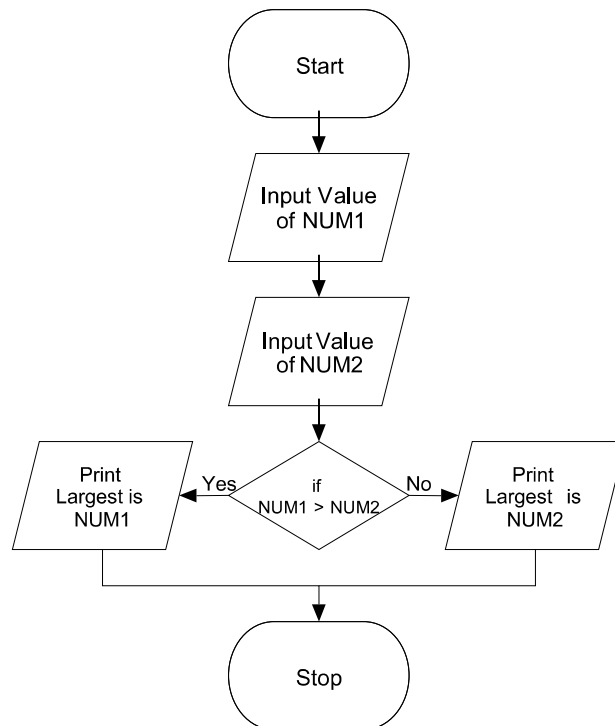 Start
Input Value
of NUM1
Input Value
of NUM2
if
NUM1 > NUM2
Yes
No
Print
Largest is
NUM1
Print
Largest is
NUM2
Stop